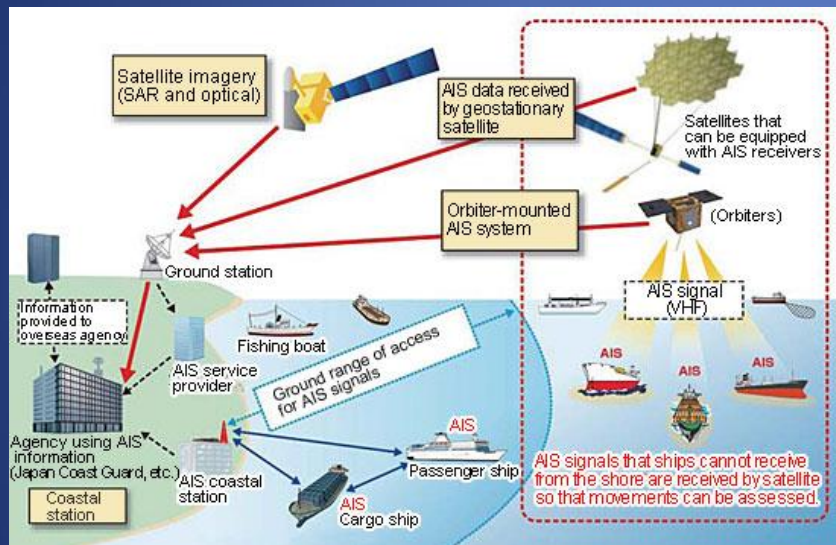 Satellite imagery
(SAR and optical)
AIS data received
by geostationary
satellite
Satellites that
can be equipped
with AIS receivers
Orbiter-mounted
AIS system
(Orbiters)
Ground station
AIS signal
(VHF)
Information
provided to
overseas agency
AIS service
provider
Fishing boat
Ground range of access
for AIS signals
AIS
AIS
AIS
Agency using AIS
information
(Japan Coast Guard, etc.)
AIS coastal
station
AIS
Passenger ship
AIS
Cargo ship
Coastal
station
AIS signals that ships cannot receive
from the shore are received by satellite
so that movements can be assessed.